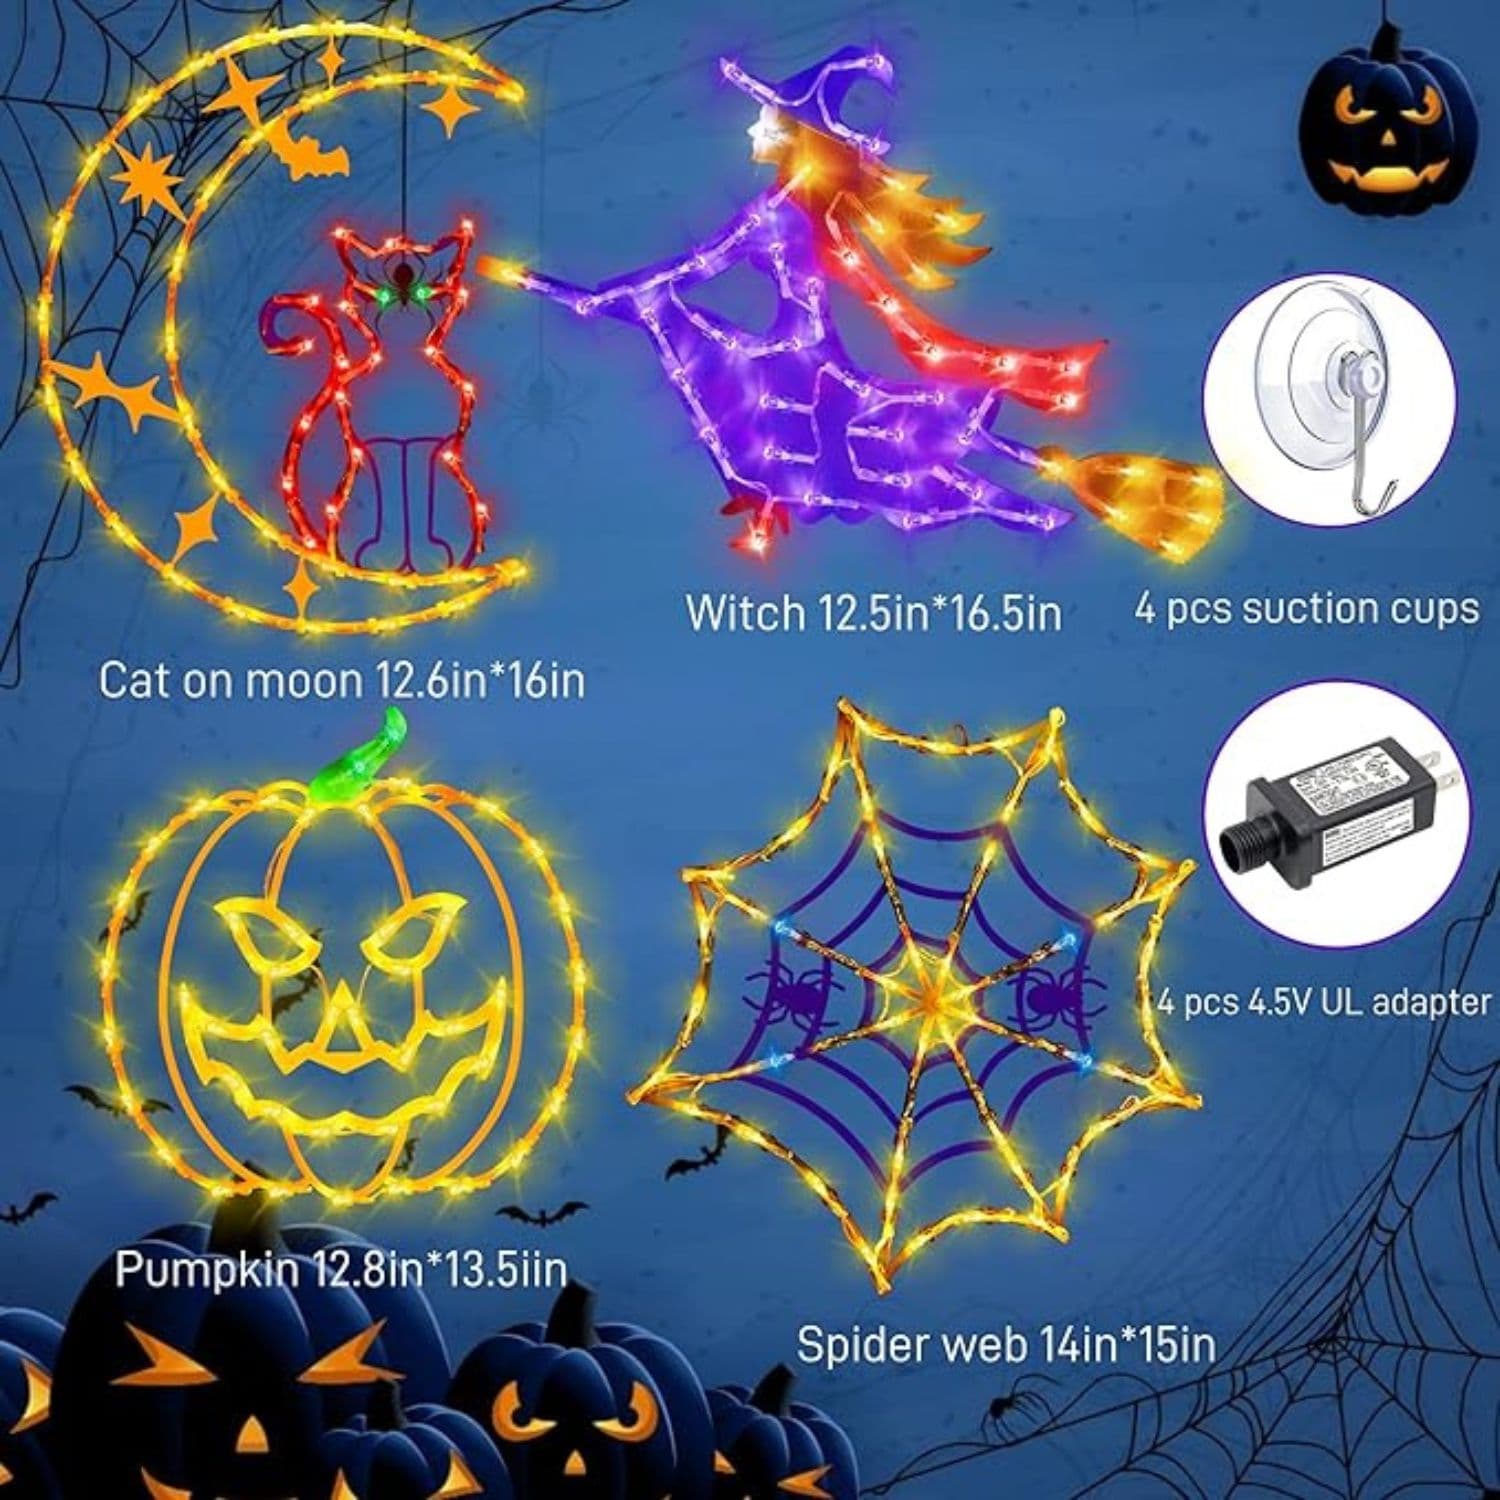 Witch 12.5in*16.5in
4 pcs suction cups
Cat on moon 12.6in*16in
4 pcs 4.5V UL adapter
Pumpkin 12.8in*13.5iin
Spider web 14in*15in